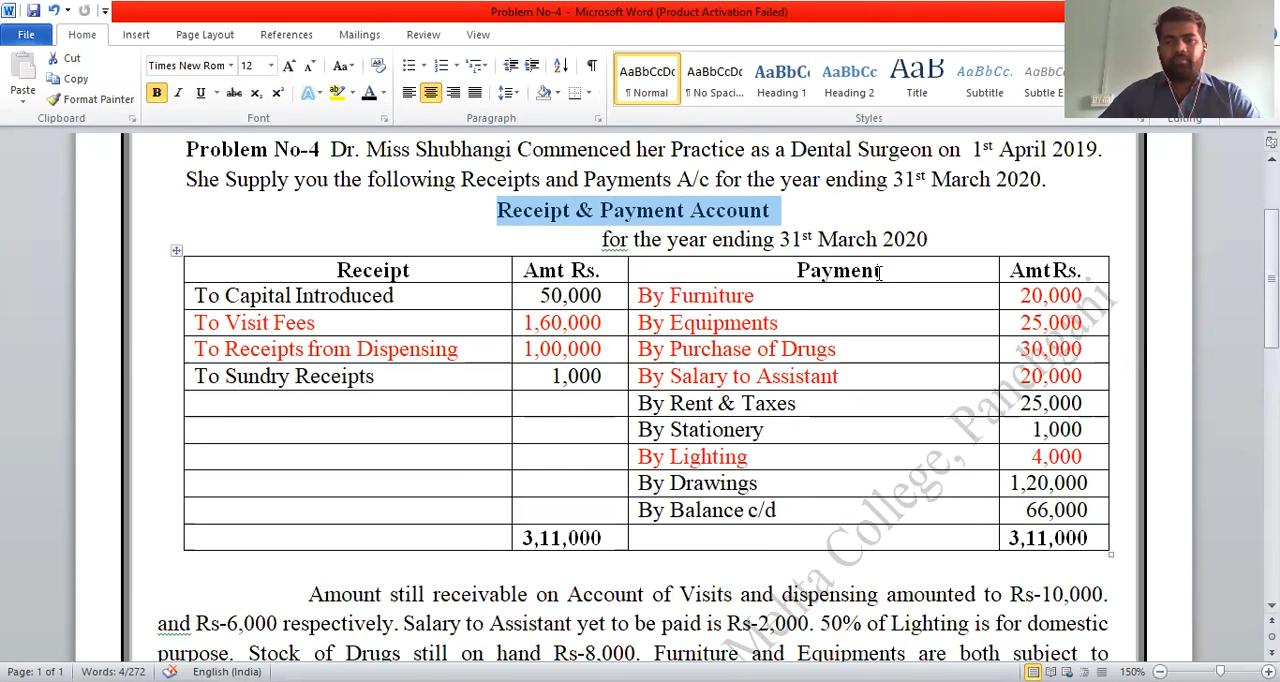 Problem No-4 - Microsoft Word (Product Activation Failed)
File Home Insert Page Layout References Mailings Review View
Paste Cut Copy Format Painter
Clipboard
Times New Rom 12
Font
Paragraph
AaBbCcDc AaBbCcDc AaBbCc AaBbCc AaB AaBbCc. AaBbCcDc
¶ Normal ¶ No Spaci... Heading 1 Heading 2 Title Subtitle Subtle E
Styles
Editing
Problem No-4 Dr. Miss Shubhangi Commenced her Practice as a Dental Surgeon on 1st April 2019.
She Supply you the following Receipts and Payments A/c for the year ending 31st March 2020.
Receipt & Payment Account
for the year ending 31st March 2020
Receipt Amt Rs. Payment Amt Rs.
To Capital Introduced 50,000 By Furniture 20,000
To Visit Fees 1,60,000 By Equipments 25,000
To Receipts from Dispensing 1,00,000 By Purchase of Drugs 30,000
To Sundry Receipts 1,000 By Salary to Assistant 20,000
By Rent & Taxes 25,000
By Stationery 1,000
By Lighting 4,000
By Drawings 1,20,000
By Balance c/d 66,000
3,11,000 3,11,000
Mehta College, Panchgani
Amount still receivable on Account of Visits and dispensing amounted to Rs-10,000.
and Rs-6,000 respectively. Salary to Assistant yet to be paid is Rs-2,000. 50% of Lighting is for domestic
purpose. Stock of Drugs still on hand Rs-8,000. Furniture and Equipments are both subject to
Page: 1 of 1 Words: 4/272 English (India) 150%